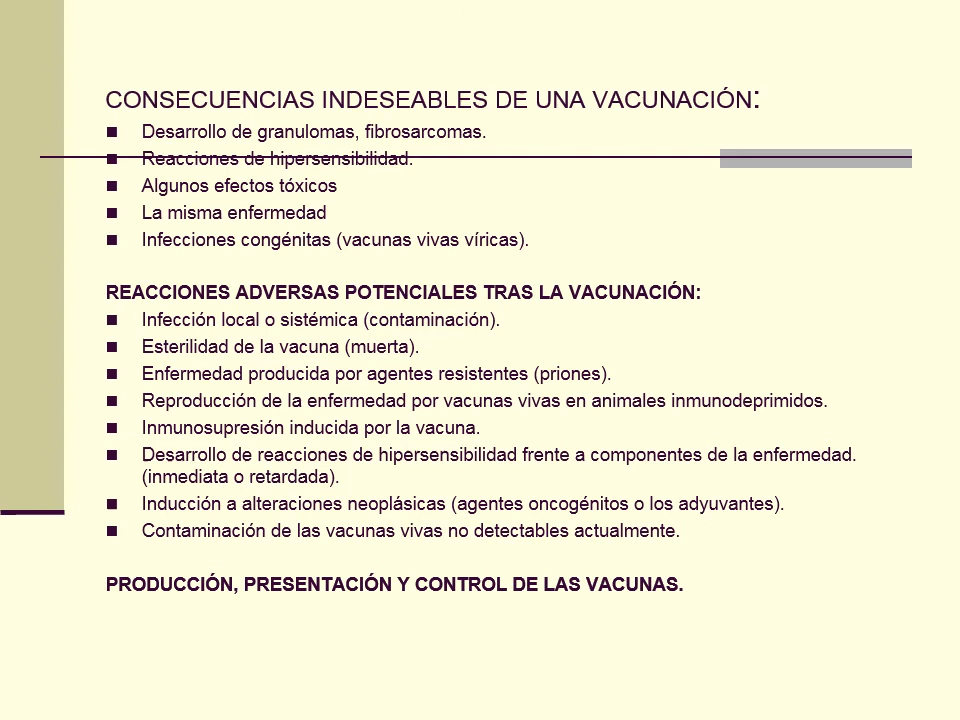 CONSECUENCIAS INDESEABLES DE UNA VACUNACIÓN:
Desarrollo de granulomas, fibrosarcomas.
Reacciones de hipersensibilidad.
Algunos efectos tóxicos
La misma enfermedad
Infecciones congénitas (vacunas vivas víricas).
REACCIONES ADVERSAS POTENCIALES TRAS LA VACUNACIÓN:
Infección local o sistémica (contaminación).
Esterilidad de la vacuna (muerta).
Enfermedad producida por agentes resistentes (priones).
Reproducción de la enfermedad por vacunas vivas en animales inmunodeprimidos.
Inmunosupresión inducida por la vacuna.
Desarrollo de reacciones de hipersensibilidad frente a componentes de la enfermedad.
(inmediata o retardada).
Inducción a alteraciones neoplásicas (agentes oncogénitos o los adyuvantes).
Contaminación de las vacunas vivas no detectables actualmente.
PRODUCCIÓN, PRESENTACIÓN Y CONTROL DE LAS VACUNAS.